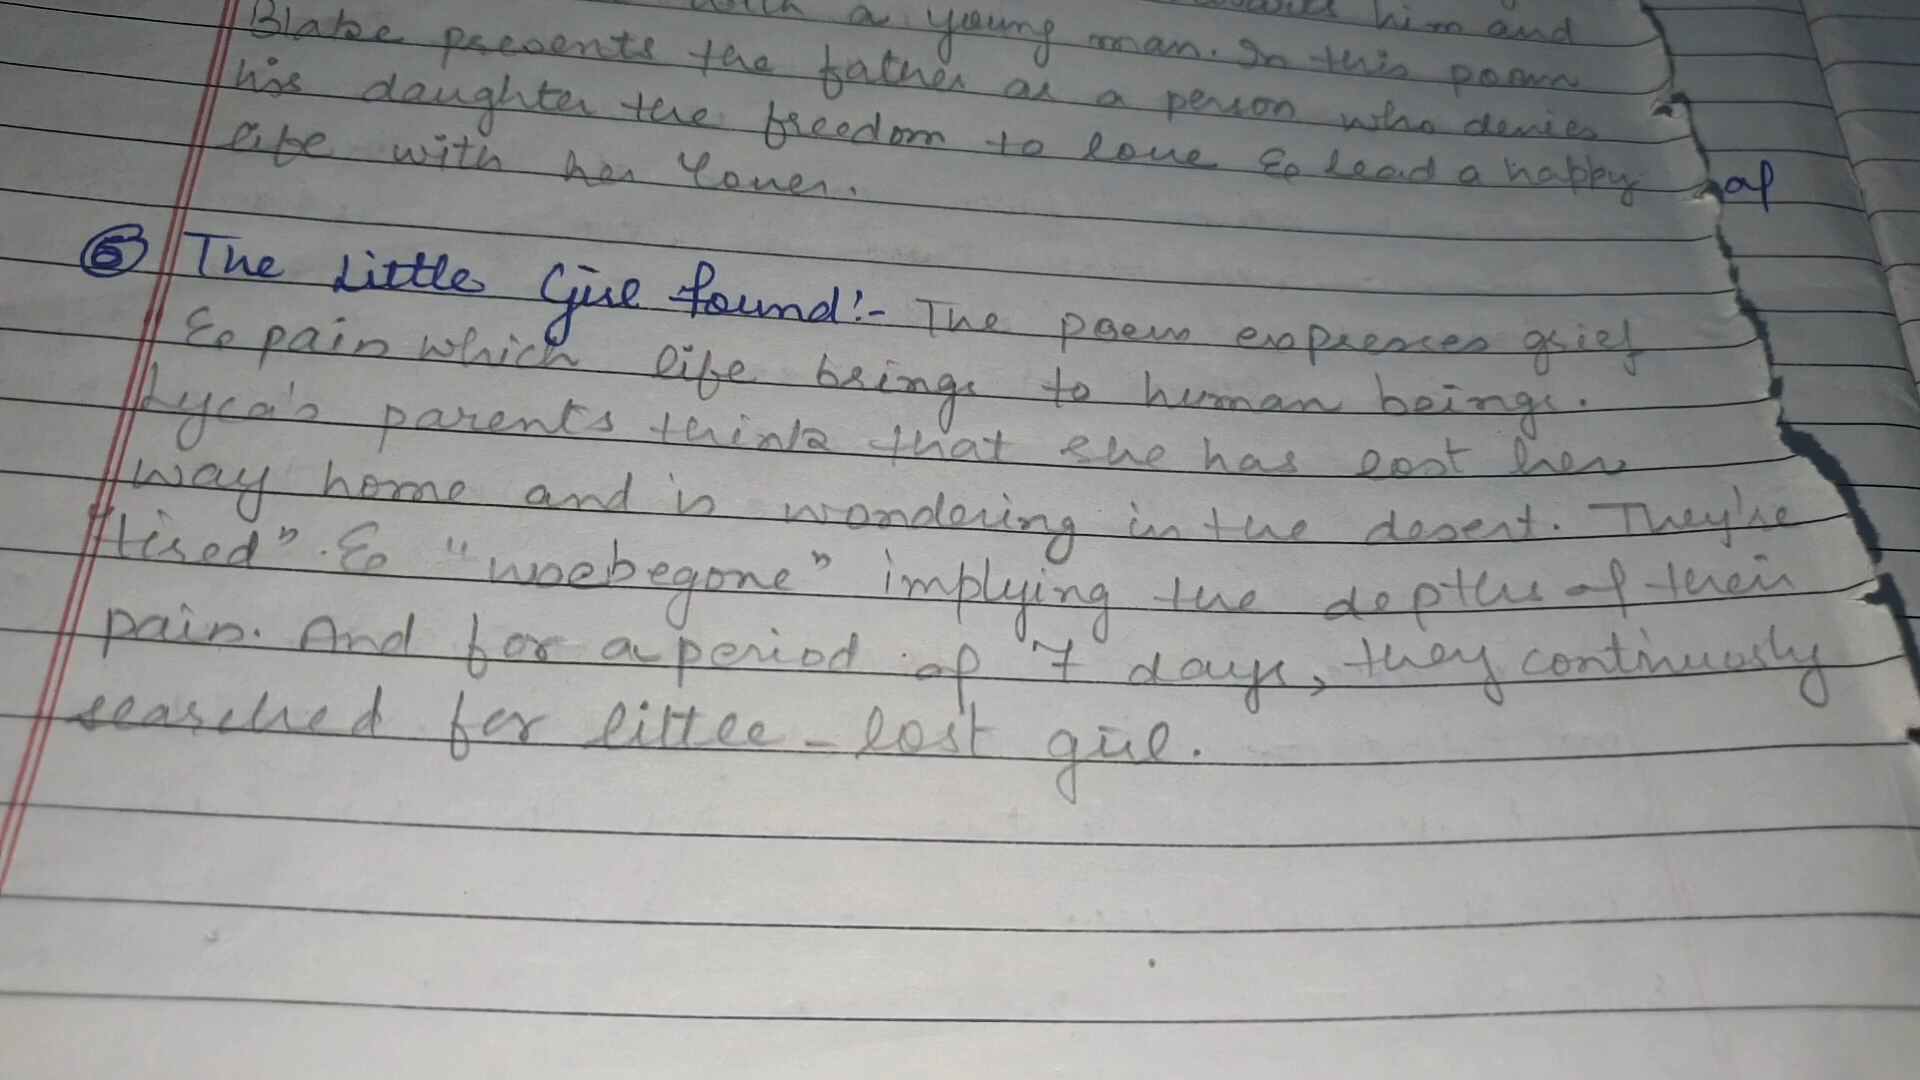 a young man. In this poem him and
Blake presents the father as a person who denies
his daughter the freedom to love & lead a happy
life with her lover.
of
⑥ The Little Girl found:- The poem expresses grief
& pain which life brings to human beings.
Lyca's parents think that she has lost her
way home and is wondering in the desert. They're
"tired" & "woebegone" implying the depths of their
pain. And for a period of 7 days, they continuously
searched for little-lost girl.